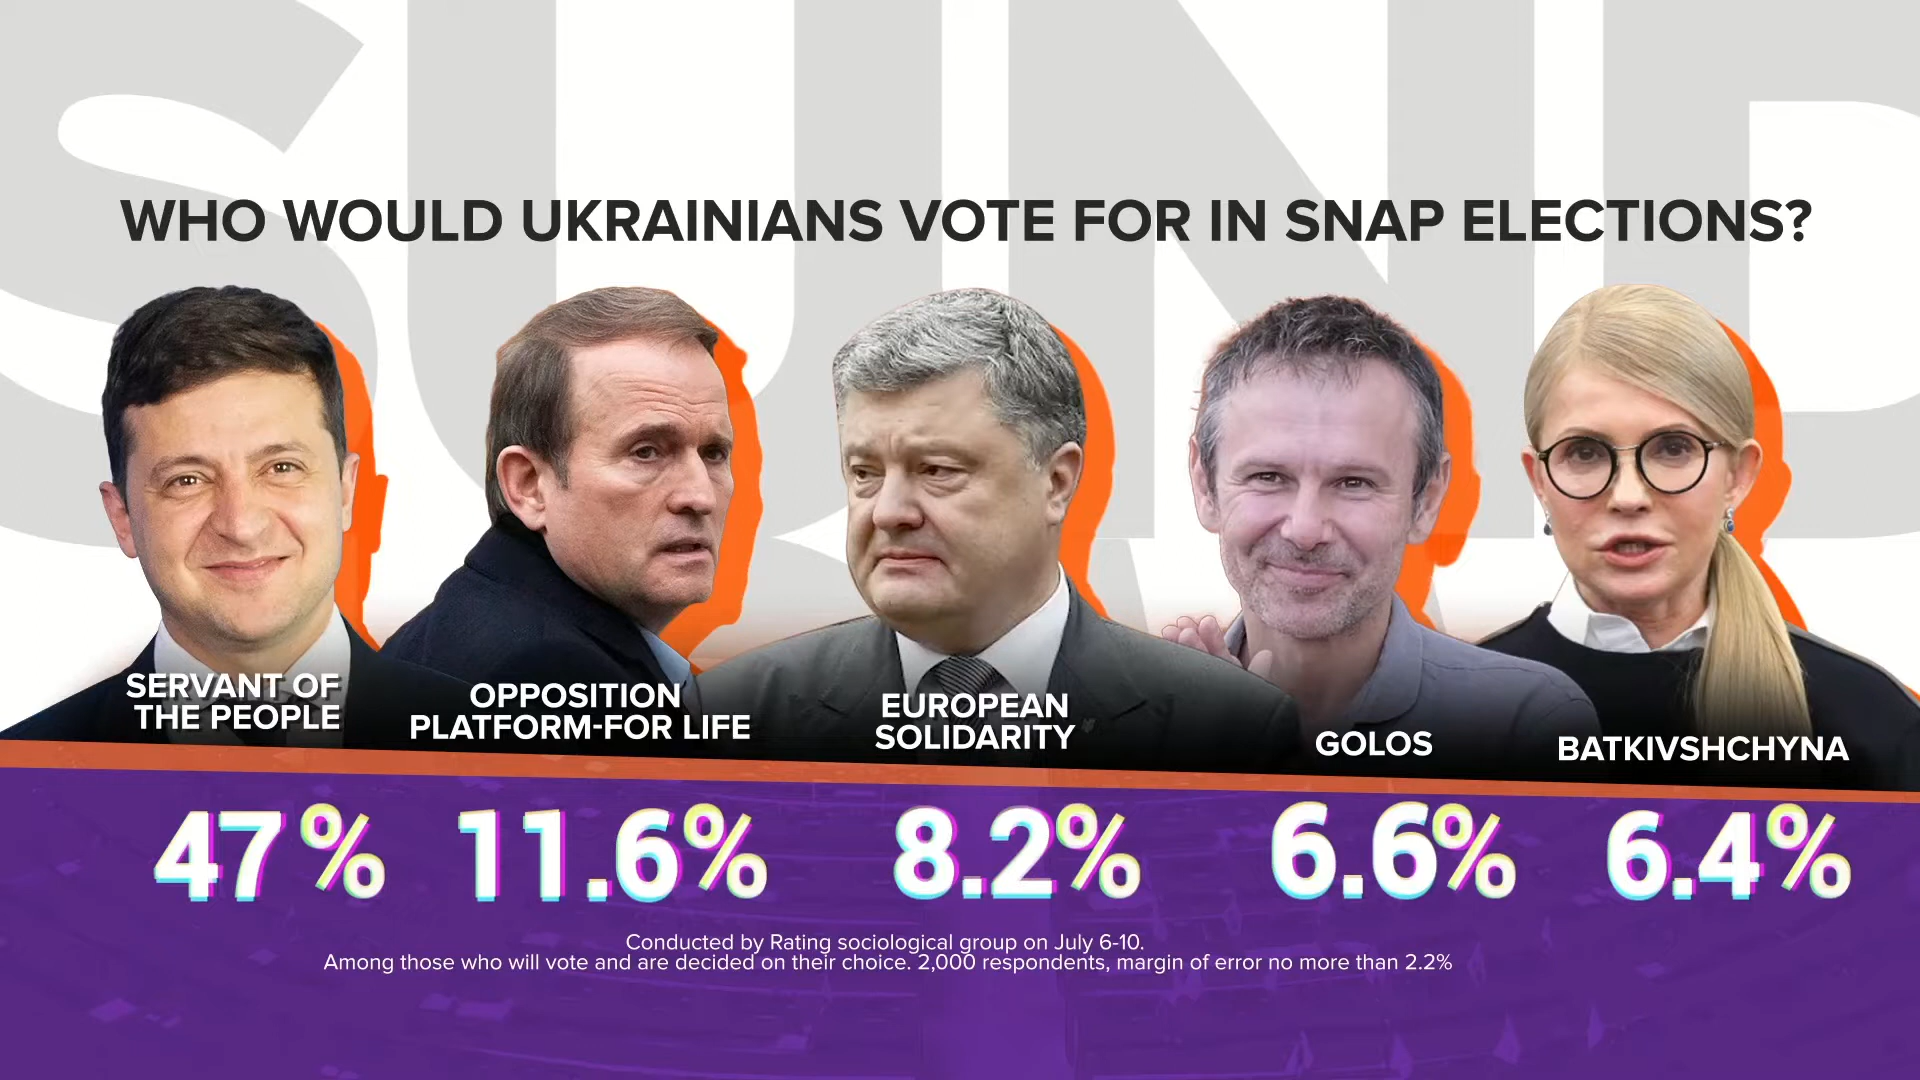 WHO WOULD UKRAINIANS VOTE FOR IN SNAP ELECTIONS?
SERVANT OF
THE PEOPLE
OPPOSITION
PLATFORM-FOR LIFE
EUROPEAN
SOLIDARITY
GOLOS
BATKIVSHCHYNA
47%
11.6%
8.2%
6.6%
6.4%
Conducted by Rating sociological group on July 6-10.
Among those who will vote and are decided on their choice. 2,000 respondents, margin of error no more than 2.2%